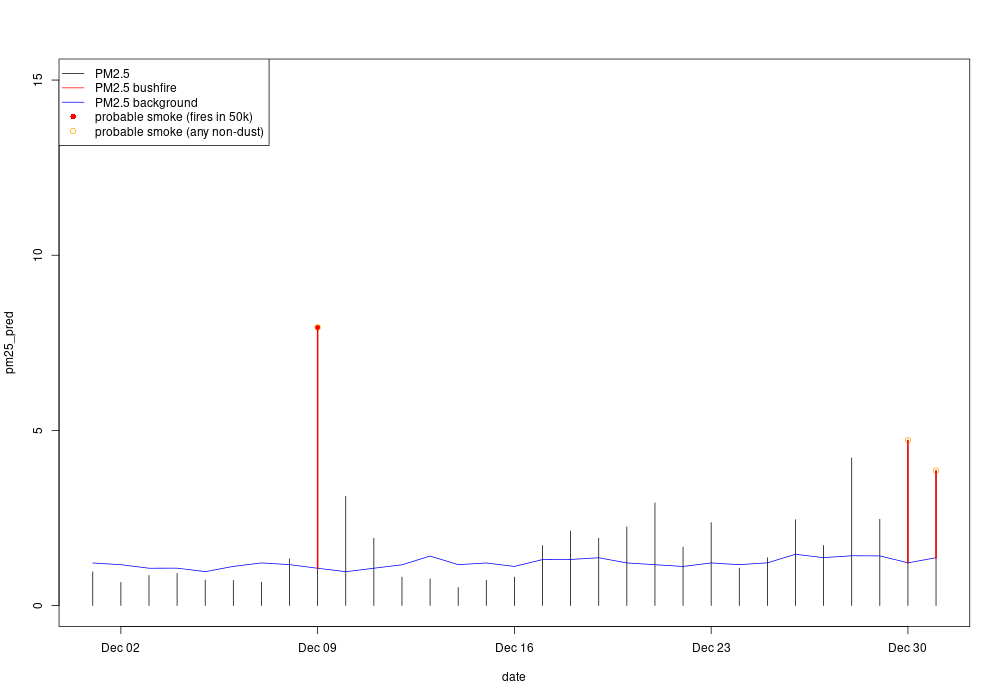 PM2.5
PM2.5 bushfire
PM2.5 background
probable smoke (fires in 50k)
probable smoke (any non-dust)
15
10
5
0
pm25_pred
Dec 02 Dec 09 Dec 16 Dec 23 Dec 30
date